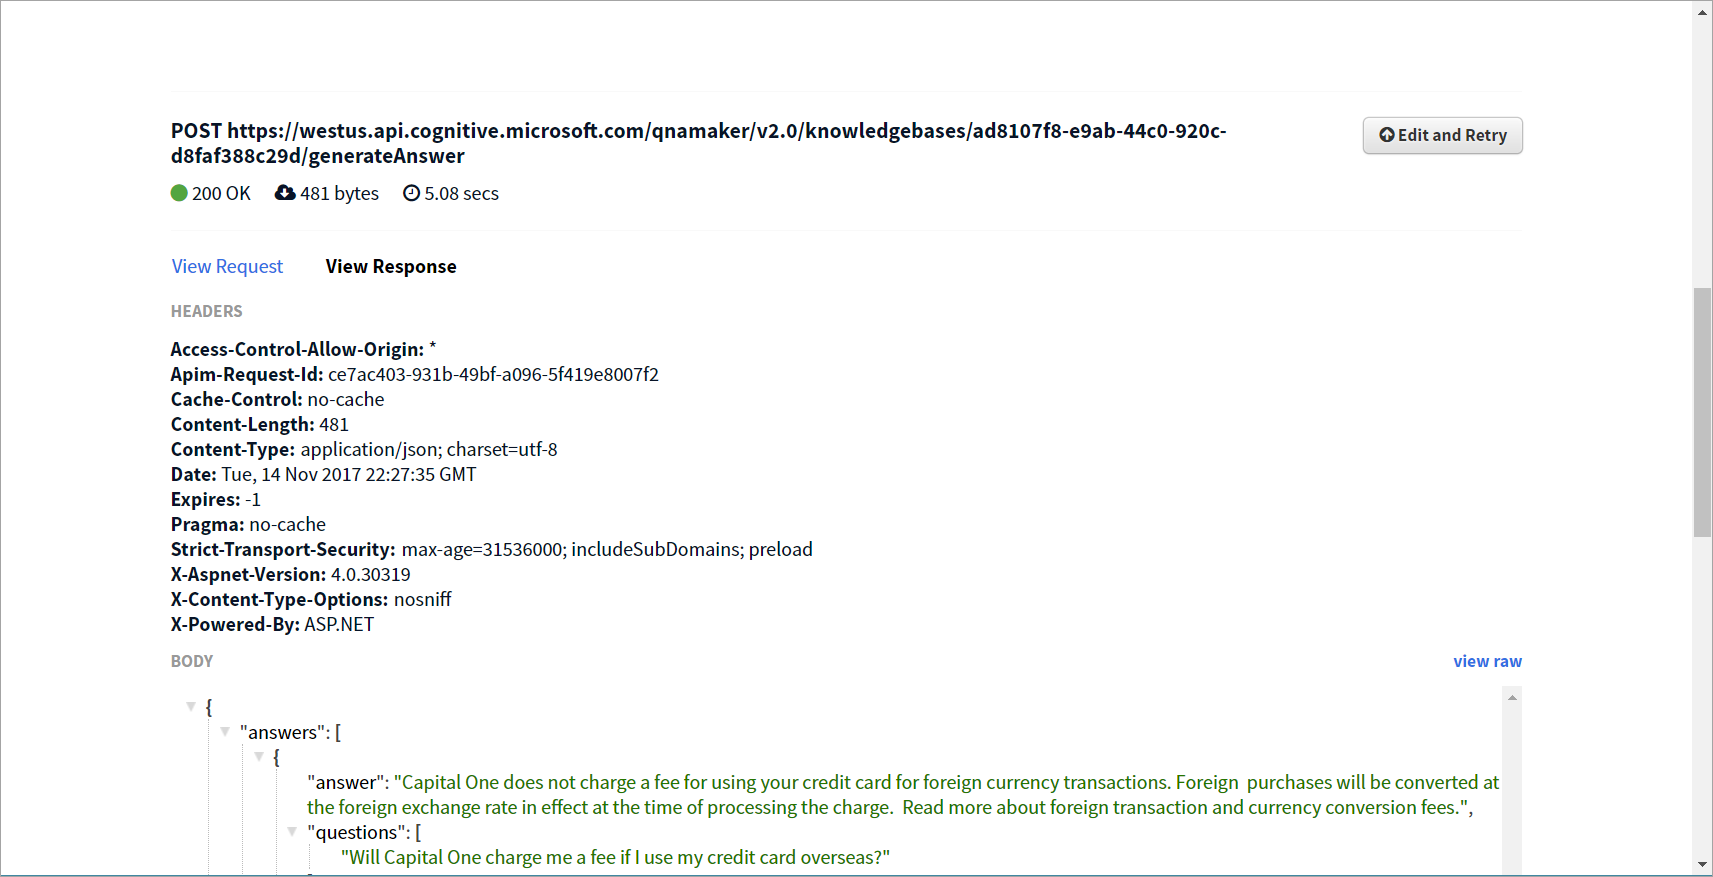 POST https://westus.api.cognitive.microsoft.com/qnamaker/v2.0/knowledgebases/ad8107f8-e9ab-44c0-920c-
d8faf388c29d/generateAnswer
Edit and Retry
200 OK 481 bytes 5.08 secs
View Request View Response
HEADERS
Access-Control-Allow-Origin: *
Apim-Request-Id: ce7ac403-931b-49bf-a096-5f419e8007f2
Cache-Control: no-cache
Content-Length: 481
Content-Type: application/json; charset=utf-8
Date: Tue, 14 Nov 2017 22:27:35 GMT
Expires: -1
Pragma: no-cache
Strict-Transport-Security: max-age=31536000; includeSubDomains; preload
X-Aspnet-Version: 4.0.30319
X-Content-Type-Options: nosniff
X-Powered-By: ASP.NET
BODY view raw
{
"answers": [
{
"answer": "Capital One does not charge a fee for using your credit card for foreign currency transactions. Foreign  purchases will be converted at
the foreign exchange rate in effect at the time of processing the charge.  Read more about foreign transaction and currency conversion fees.",
"questions": [
"Will Capital One charge me a fee if I use my credit card overseas?"